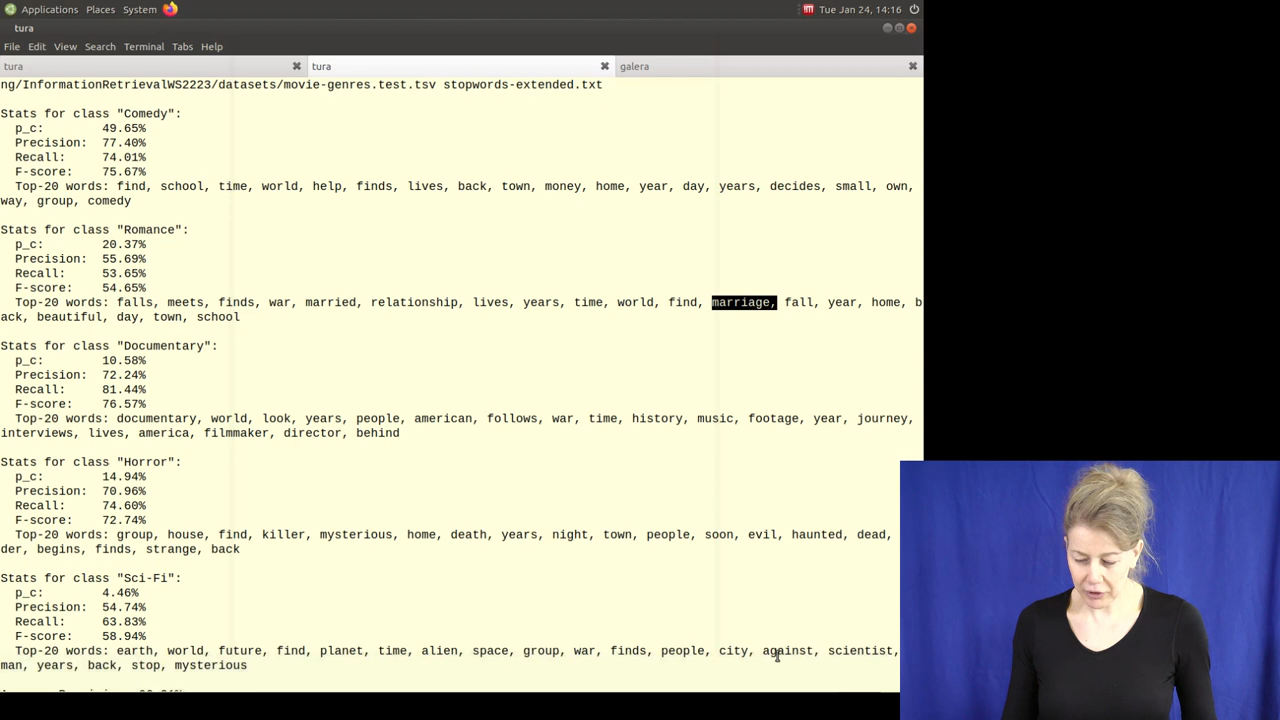 Applications Places System Tue Jan 24, 14:16
tura
File Edit View Search Terminal Tabs Help
tura tura galera
ng/InformationRetrievalWS2223/datasets/movie-genres.test.tsv stopwords-extended.txt
Stats for class "Comedy":
p_c: 49.65%
Precision: 77.40%
Recall: 74.01%
F-score: 75.67%
Top-20 words: find, school, time, world, help, finds, lives, back, town, money, home, year, day, years, decides, small, own,
way, group, comedy
Stats for class "Romance":
p_c: 20.37%
Precision: 55.69%
Recall: 53.65%
F-score: 54.65%
Top-20 words: falls, meets, finds, war, married, relationship, lives, years, time, world, find, marriage, fall, year, home, b
ack, beautiful, day, town, school
Stats for class "Documentary":
p_c: 10.58%
Precision: 72.24%
Recall: 81.44%
F-score: 76.57%
Top-20 words: documentary, world, look, years, people, american, follows, war, time, history, music, footage, year, journey,
interviews, lives, america, filmmaker, director, behind
Stats for class "Horror":
p_c: 14.94%
Precision: 70.96%
Recall: 74.60%
F-score: 72.74%
Top-20 words: group, house, find, killer, mysterious, home, death, years, night, town, people, soon, evil, haunted, dead,
der, begins, finds, strange, back
Stats for class "Sci-Fi":
p_c: 4.46%
Precision: 54.74%
Recall: 63.83%
F-score: 58.94%
Top-20 words: earth, world, future, find, planet, time, alien, space, group, war, finds, people, city, against, scientist,
man, years, back, stop, mysterious